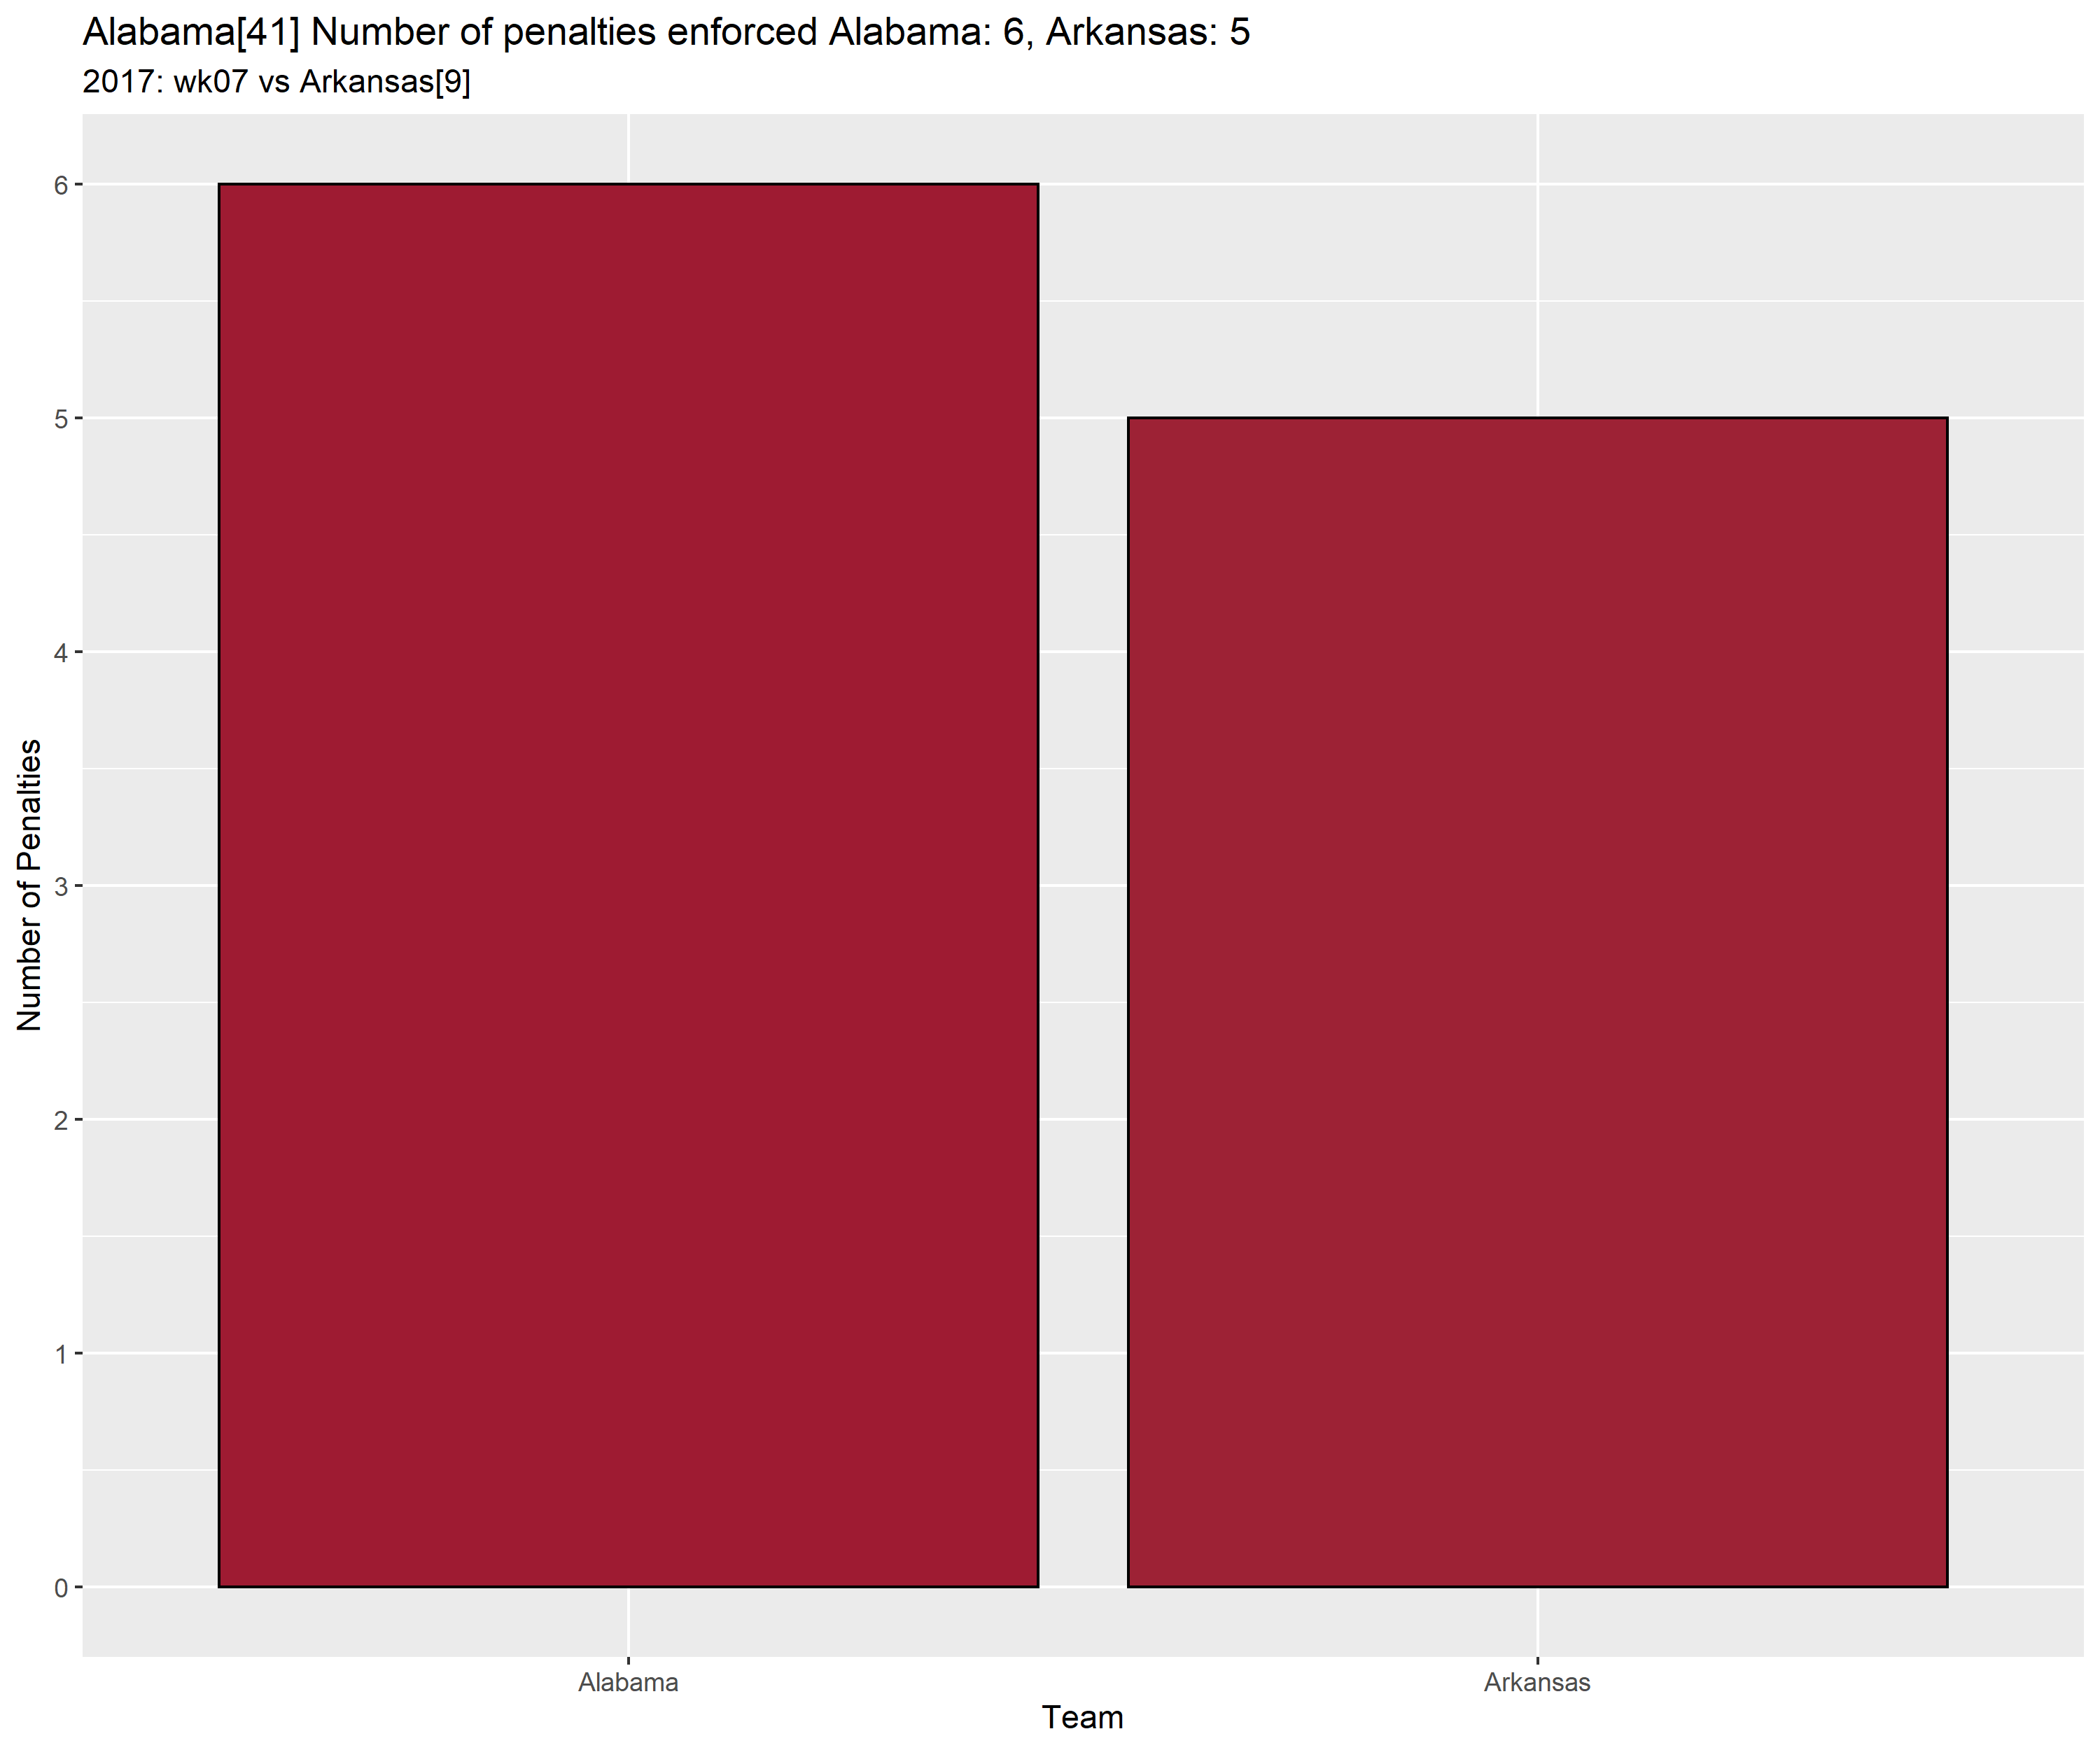 Alabama[41] Number of penalties enforced Alabama: 6, Arkansas: 5
2017: wk07 vs Arkansas[9]
Number of Penalties
6
5
4
3
2
1
0
Alabama
Arkansas
Team